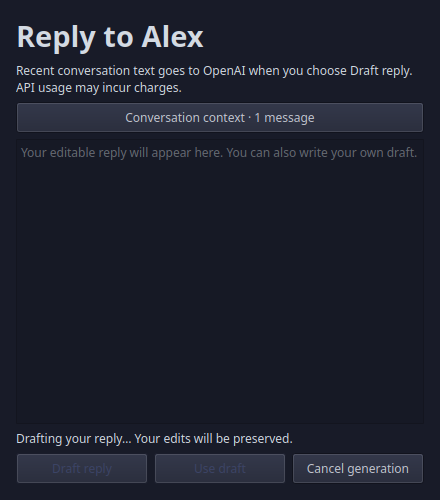 Reply to Alex
Recent conversation text goes to OpenAI when you choose Draft reply.
API usage may incur charges.
Conversation context · 1 message
Your editable reply will appear here. You can also write your own draft.
Drafting your reply... Your edits will be preserved.
Draft reply
Use draft
Cancel generation